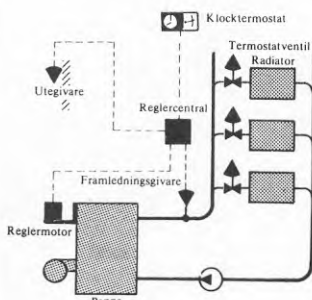 Klocktermostat
Termostatventil
Radiator
Utegivare
Reglercentral
Framledningsgivare
Reglermotor